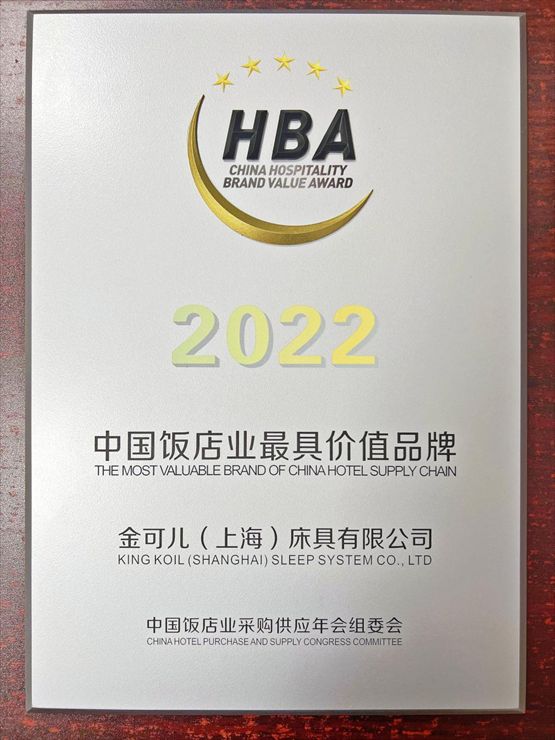 HBA
CHINA HOSPITALITY
BRAND VALUE AWARD
2022
中国饭店业最具价值品牌
THE MOST VALUABLE BRAND OF CHINA HOTEL SUPPLY CHAIN
金可儿（上海）床具有限公司
KING KOIL (SHANGHAI) SLEEP SYSTEM CO., LTD
中国饭店业采购供应年会组委会
CHINA HOTEL PURCHASE AND SUPPLY CONGRESS COMMITTEE